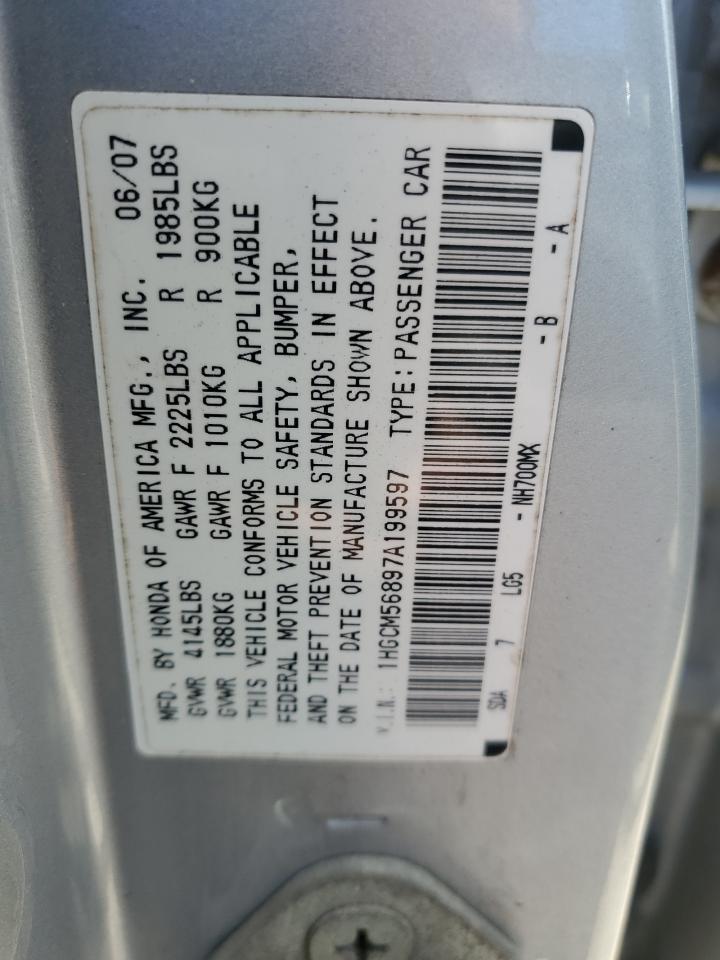 MFD. BY HONDA OF AMERICA MFG., INC. 06/07
GVWR 4145LBS GAWR F 2225LBS R 1985LBS
GVWR 1880KG GAWR F 1010KG R 900KG
THIS VEHICLE CONFORMS TO ALL APPLICABLE
FEDERAL MOTOR VEHICLE SAFETY, BUMPER,
AND THEFT PREVENTION STANDARDS IN EFFECT
ON THE DATE OF MANUFACTURE SHOWN ABOVE.
V.I.N.: 1HGCM56897A199597 TYPE: PASSENGER CAR
SDA 7 LG5 - NH700MX - B - A